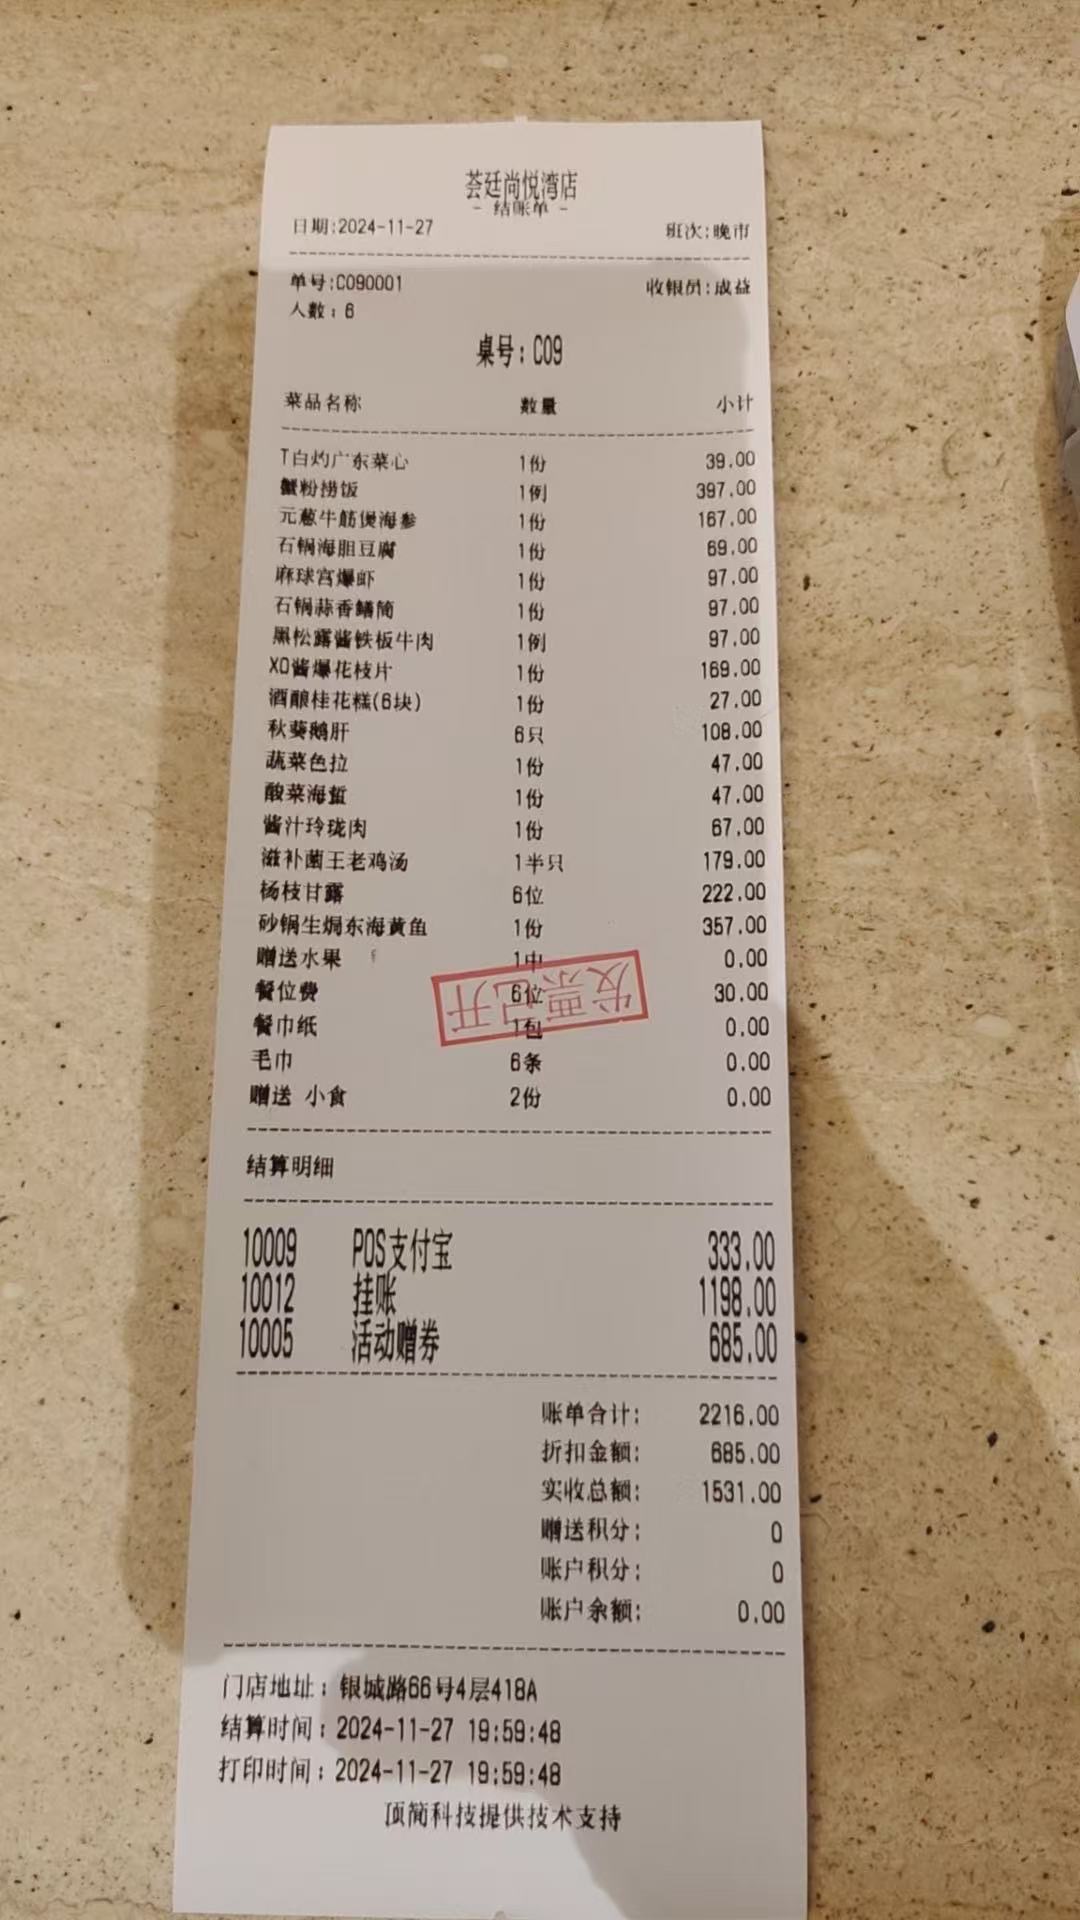 荟廷尚悦湾店
- 结账单 -
日期:2024-11-27 班次:晚市
单号:C090001 收银员:成益
人数：6
桌号：C09
菜品名称 数量 小计
T白灼广东菜心 1份 39.00
蟹粉捞饭 1例 397.00
元葱牛筋煲海参 1份 167.00
石锅海胆豆腐 1份 69.00
麻球宫爆虾 1份 97.00
石锅蒜香鳝筒 1份 97.00
黑松露酱铁板牛肉 1例 97.00
XO酱爆花枝片 1份 169.00
酒酿桂花糕(6块) 1份 27.00
秋葵鹅肝 6只 108.00
蔬菜色拉 1份 47.00
酸菜海蜇 1份 47.00
酱汁玲珑肉 1份 67.00
滋补菌王老鸡汤 1半只 179.00
杨枝甘露 6位 222.00
砂锅生焗东海黄鱼 1份 357.00
赠送水果 1中 0.00
餐位费 6位 30.00
发票已开
餐巾纸 1包 0.00
毛巾 6条 0.00
赠送 小食 2份 0.00
结算明细
10009 POS支付宝 333.00
10012 挂账 1198.00
10005 活动赠券 685.00
账单合计: 2216.00
折扣金额: 685.00
实收总额: 1531.00
赠送积分: 0
账户积分: 0
账户余额: 0.00
门店地址：银城路66号4层418A
结算时间：2024-11-27 19:59:48
打印时间：2024-11-27 19:59:48
顶简科技提供技术支持